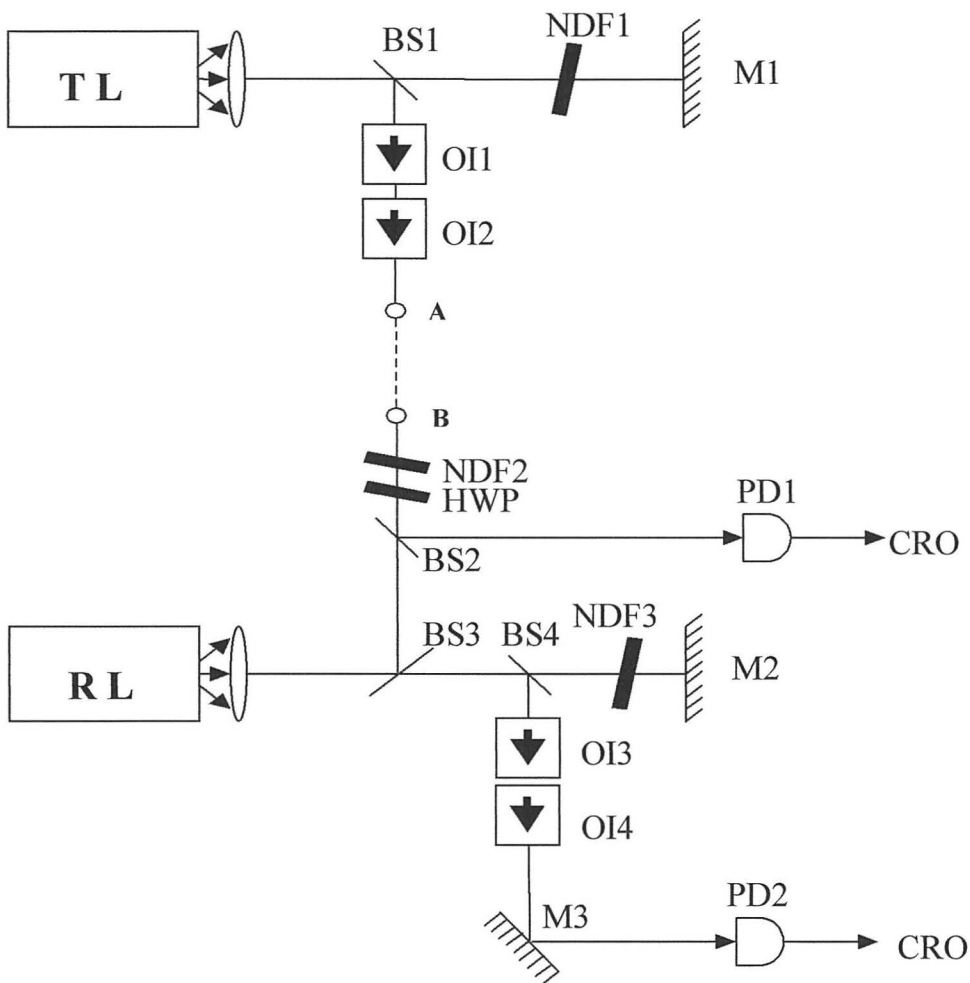 NDF1
BS1
T L
M1
OI1
OI2
A
B
NDF2
HWP
PD1
CRO
BS2
NDF3
BS3
BS4
R L
M2
OI3
OI4
PD2
M3
CRO